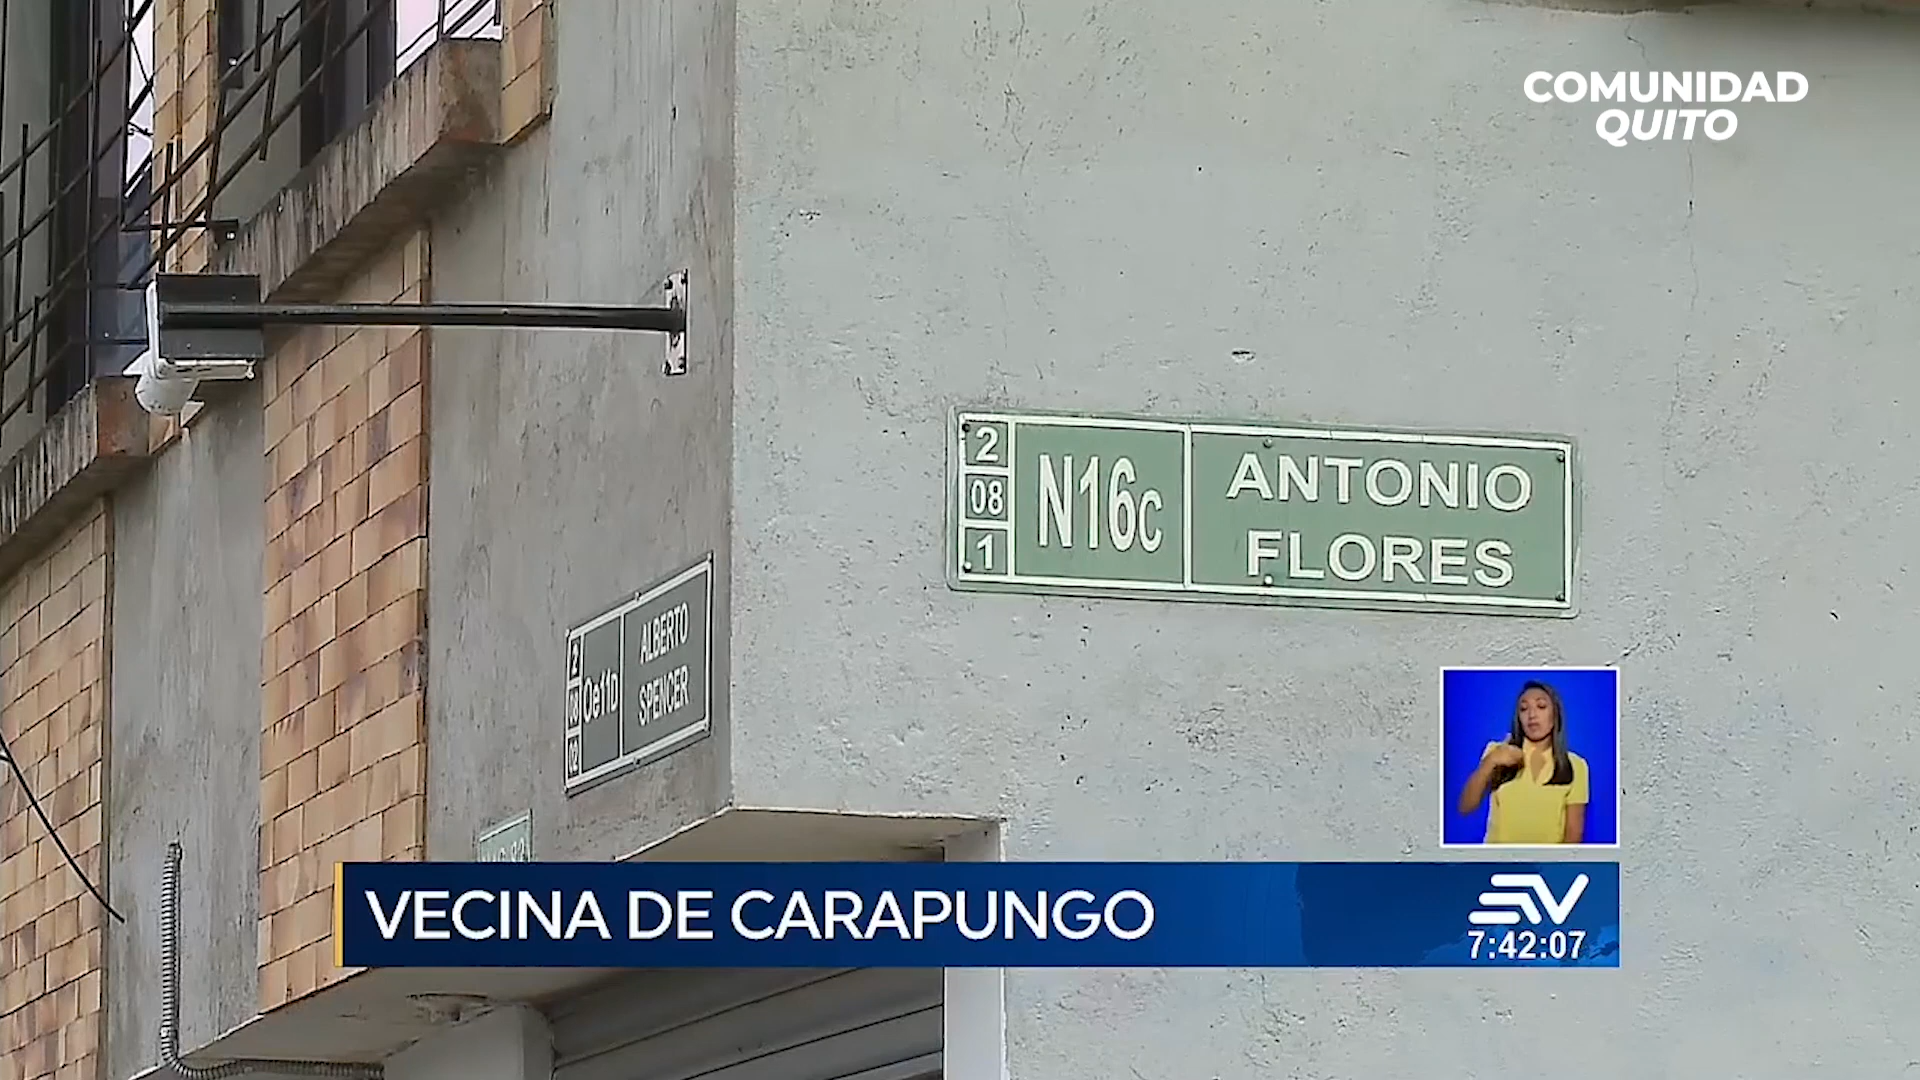 COMUNIDAD
QUITO
2
08
1
N16c
ANTONIO
FLORES
2
08
02
Oe11D
ALBERTO
SPENCER
VECINA DE CARAPUNGO
7:42:07